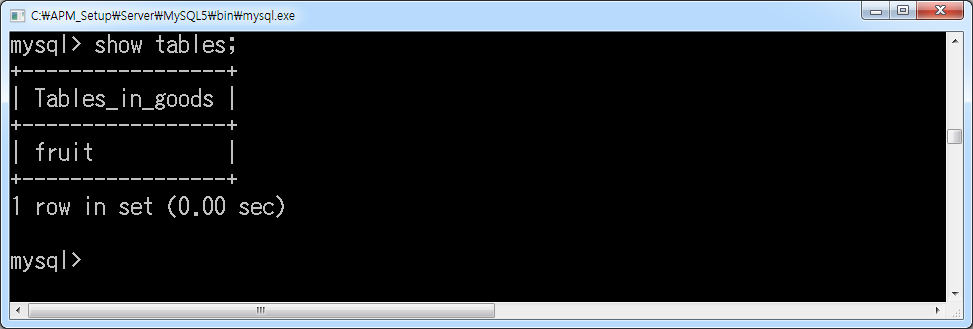 C:₩APM_Setup₩Server₩MySQL5₩bin₩mysql.exe
mysql> show tables;
+-----------------+
| Tables_in_goods |
+-----------------+
| fruit           |
+-----------------+
1 row in set (0.00 sec)
mysql>